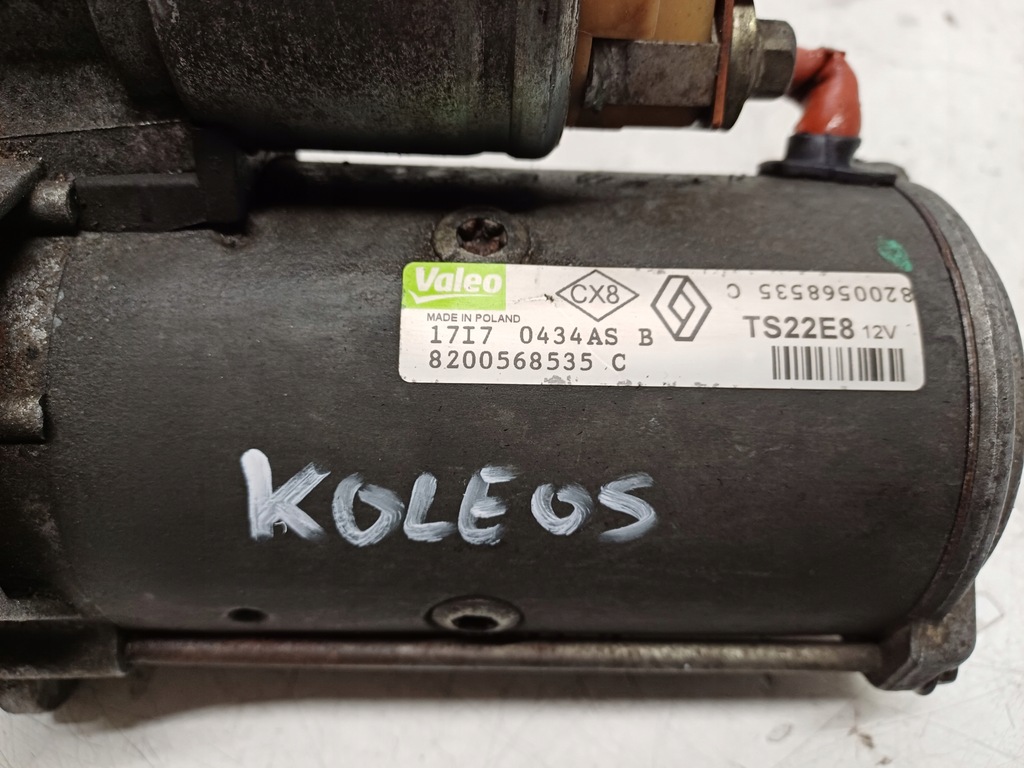 Valeo
CX8
8200568535 C
MADE IN POLAND
17I7 0434AS B
TS22E8 12V
8200568535 C
KOLEOS